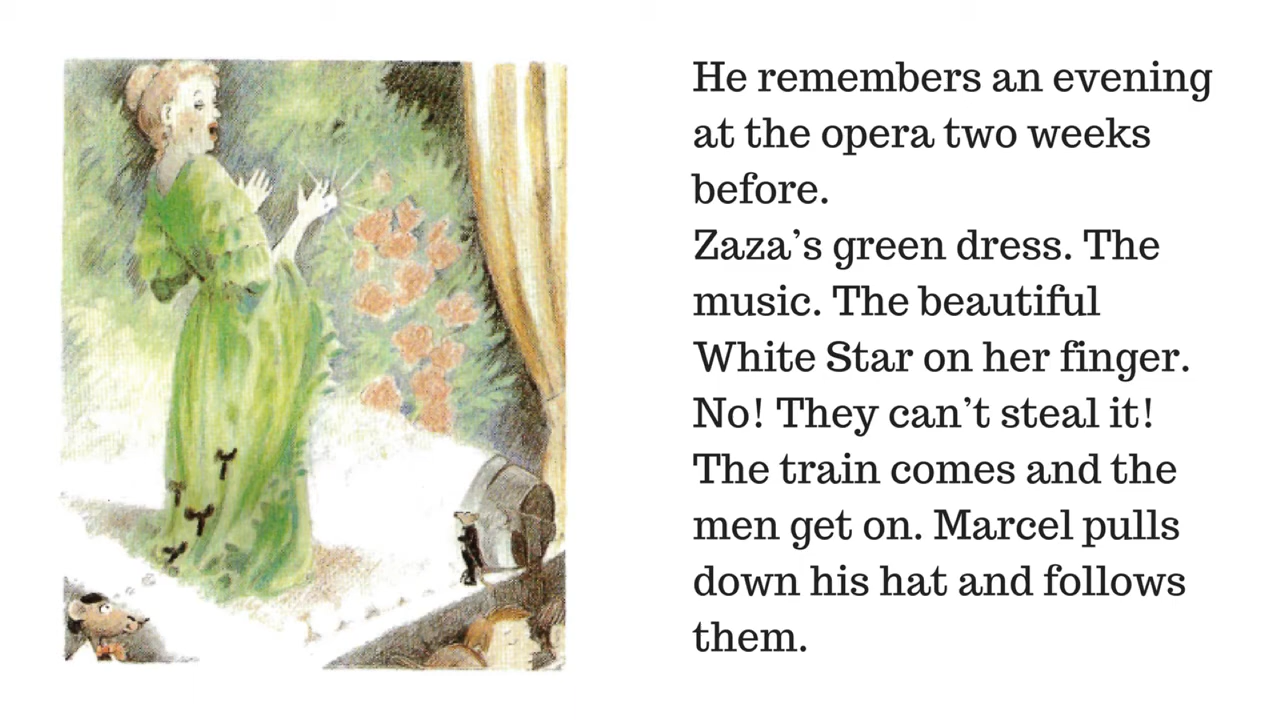 He remembers an evening
at the opera two weeks
before.
Zaza’s green dress. The
music. The beautiful
White Star on her finger.
No! They can’t steal it!
The train comes and the
men get on. Marcel pulls
down his hat and follows
them.